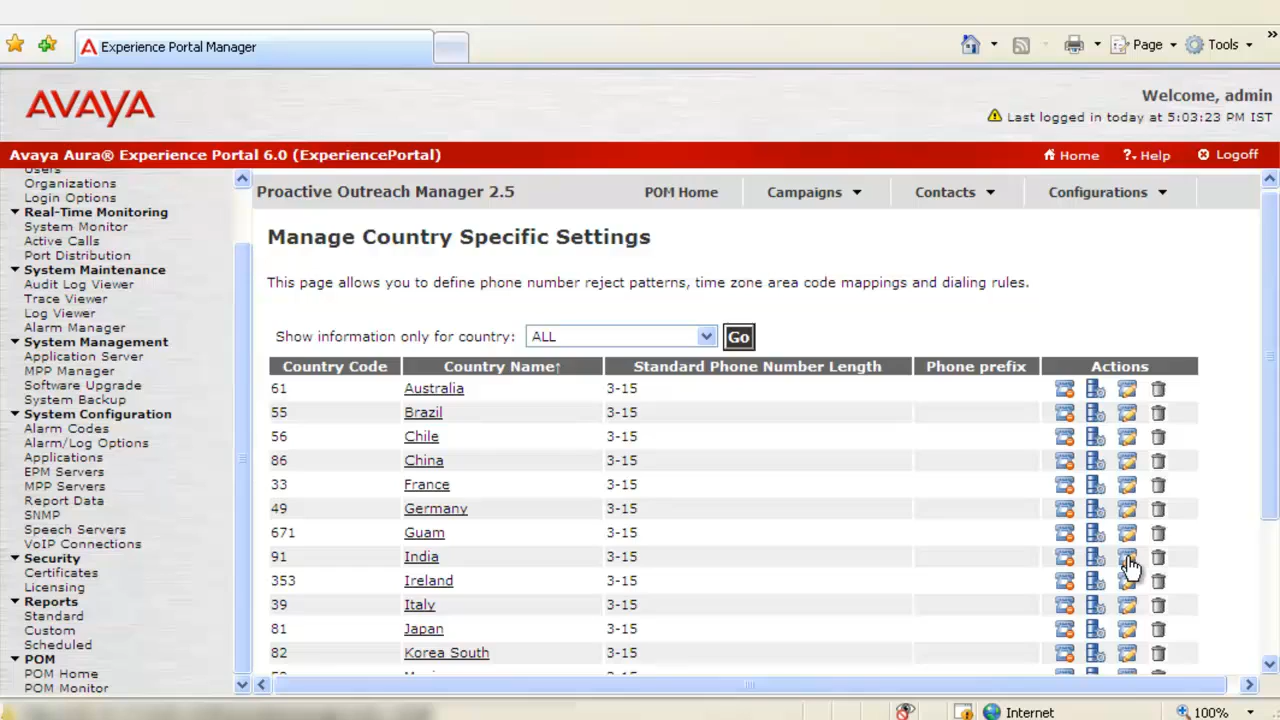 Experience Portal Manager
Page
Tools
»
AVAYA
Welcome, admin
Last logged in today at 5:03:23 PM IST
Avaya Aura® Experience Portal 6.0 (ExperiencePortal)
Home
?. Help
Logoff
Users
Organizations
Login Options
Real-Time Monitoring
System Monitor
Active Calls
Port Distribution
System Maintenance
Audit Log Viewer
Trace Viewer
Log Viewer
Alarm Manager
System Management
Application Server
MPP Manager
Software Upgrade
System Backup
System Configuration
Alarm Codes
Alarm/Log Options
Applications
EPM Servers
MPP Servers
Report Data
SNMP
Speech Servers
VoIP Connections
Security
Certificates
Licensing
Reports
Standard
Custom
Scheduled
POM
POM Home
POM Monitor
Proactive Outreach Manager 2.5
POM Home
Campaigns
Contacts
Configurations
Manage Country Specific Settings
This page allows you to define phone number reject patterns, time zone area code mappings and dialing rules.
Show information only for country: ALL Go
Country Code Country Name↑ Standard Phone Number Length Phone prefix Actions
61 Australia 3-15
55 Brazil 3-15
56 Chile 3-15
86 China 3-15
33 France 3-15
49 Germany 3-15
671 Guam 3-15
91 India 3-15
353 Ireland 3-15
39 Italy 3-15
81 Japan 3-15
82 Korea South 3-15
Internet
100%